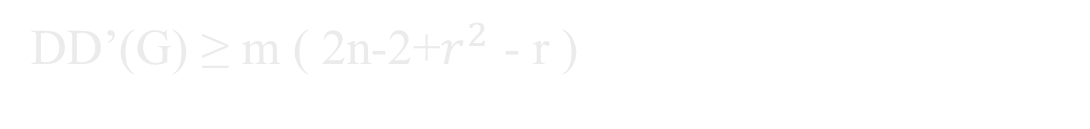 DD’(G) ≥ m ( 2n-2+r² - r )